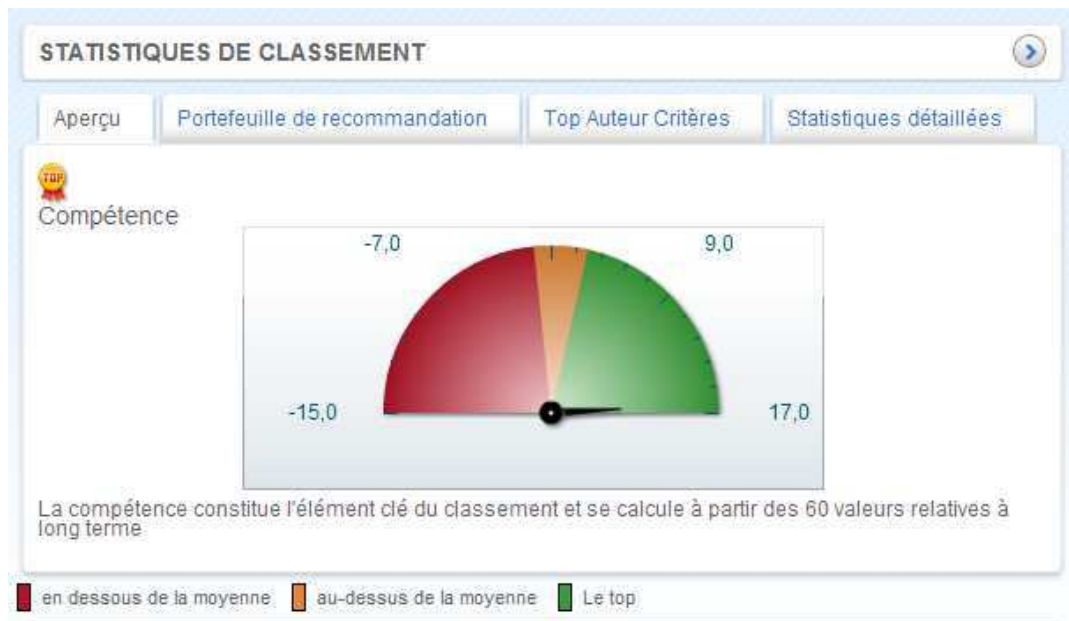 STATISTIQUES DE CLASSEMENT
Aperçu Portefeuille de recommandation Top Auteur Critères Statistiques détaillées
TOP
Compétence
-7,0 9,0
-15,0 17,0
La compétence constitue l'élément clé du classement et se calcule à partir des 60 valeurs relatives à
long terme
en dessous de la moyenne au-dessus de la moyenne Le top